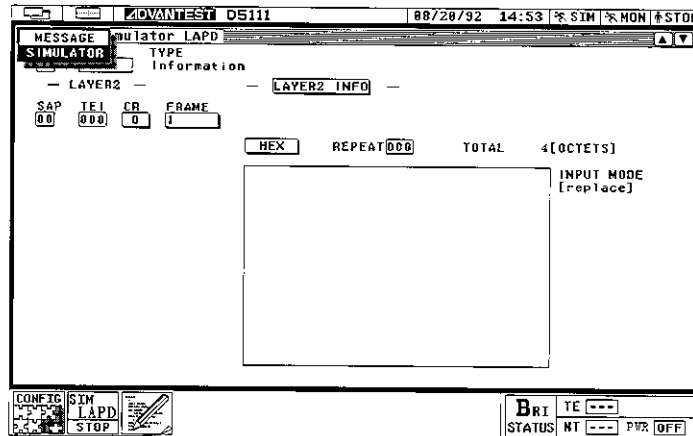 ADVANTEST D5111 08/20/92 14:53 SIM MON STOP
MESSAGE mulator LAPD
SIMULATOR TYPE
Information
— LAYER2 — — LAYER2 INFO —
SAP TEI CR FRAME
00 000 0 I
HEX REPEAT 000 TOTAL 4[OCTETS]
INPUT MODE
[replace]
CONFIG SIM
LAPD
STOP
BRI TE ---
STATUS NT --- PWR OFF